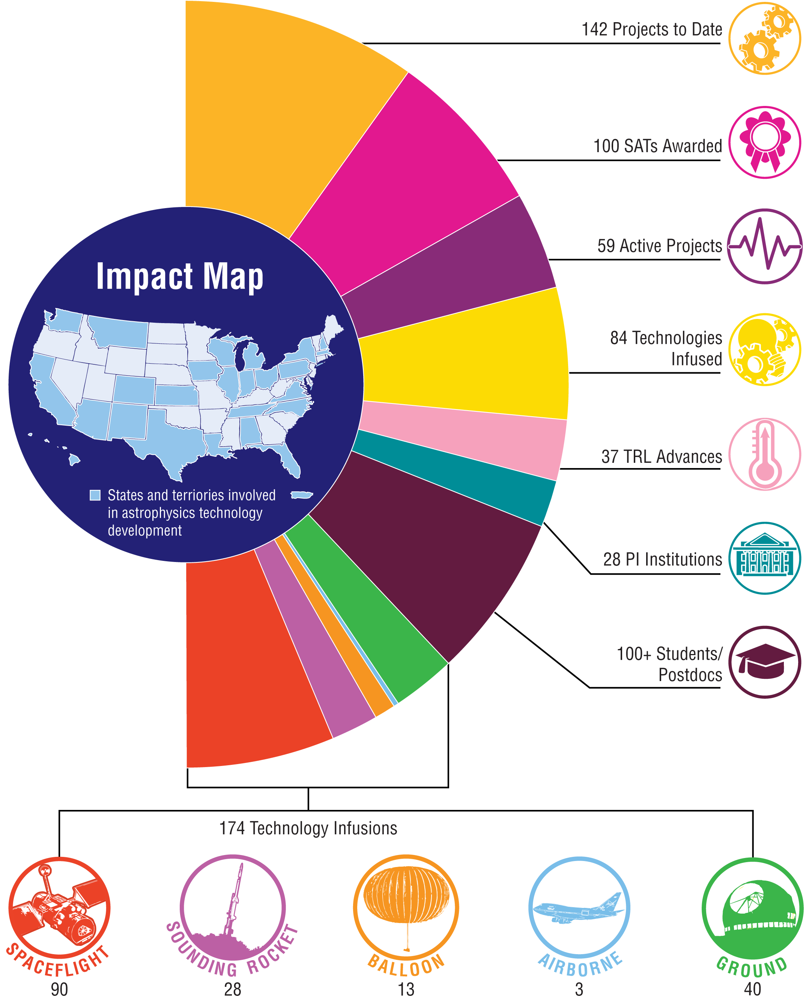 142 Projects to Date
100 SATs Awarded
59 Active Projects
Impact Map
84 Technologies
Infused
37 TRL Advances
States and terriories involved
in astrophysics technology
development
28 PI Institutions
100+ Students/
Postdocs
174 Technology Infusions
SPACEFLIGHT
SOUNDING ROCKET
BALLOON
AIRBORNE
GROUND
90
28
13
3
40